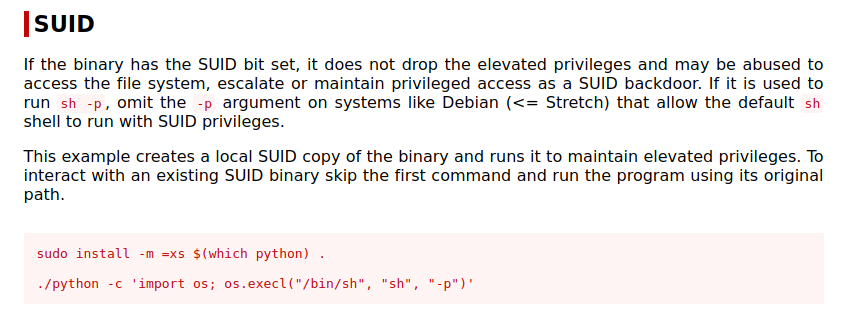 SUID
If the binary has the SUID bit set, it does not drop the elevated privileges and may be abused to
access the file system, escalate or maintain privileged access as a SUID backdoor. If it is used to
run sh -p, omit the -p argument on systems like Debian (<= Stretch) that allow the default sh
shell to run with SUID privileges.
This example creates a local SUID copy of the binary and runs it to maintain elevated privileges. To
interact with an existing SUID binary skip the first command and run the program using its original
path.
sudo install -m =xs $(which python) .
./python -c 'import os; os.execl("/bin/sh", "sh", "-p")'